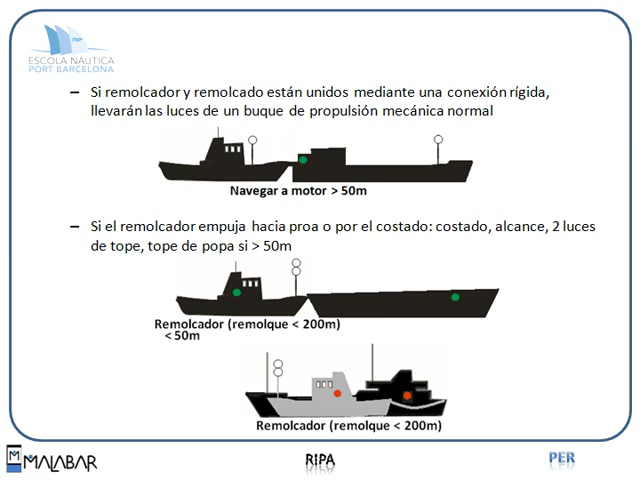 ESCOLA NÀUTICA
PORT BARCELONA
– Si remolcador y remolcado están unidos mediante una conexión rígida,
llevarán las luces de un buque de propulsión mecánica normal
Navegar a motor > 50m
– Si el remolcador empuja hacia proa o por el costado: costado, alcance, 2 luces
de tope, tope de popa si > 50m
Remolcador (remolque < 200m)
< 50m
Remolcador (remolque < 200m)
MALABAR
RIPA
PER